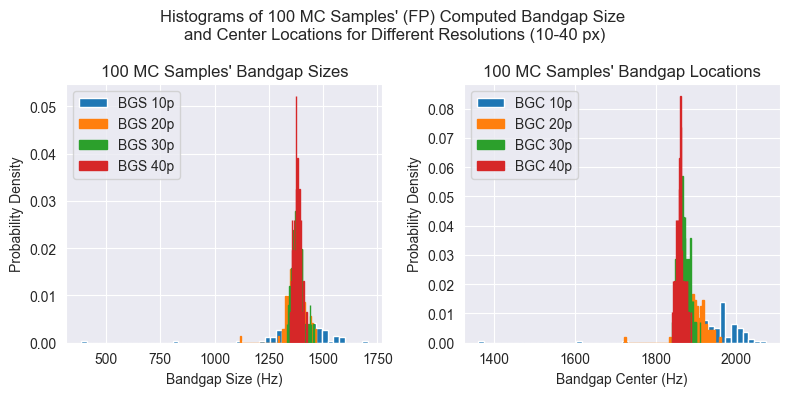 Histograms of 100 MC Samples' (FP) Computed Bandgap Size
and Center Locations for Different Resolutions (10-40 px)
100 MC Samples' Bandgap Sizes
BGS 10p
BGS 20p
BGS 30p
BGS 40p
0.05
0.04
0.03
0.02
0.01
0.00
Probability Density
500
750
1000
1250
1500
1750
Bandgap Size (Hz)
100 MC Samples' Bandgap Locations
BGC 10p
BGC 20p
BGC 30p
BGC 40p
0.08
0.07
0.06
0.05
0.04
0.03
0.02
0.01
0.00
Probability Density
1400
1600
1800
2000
Bandgap Center (Hz)